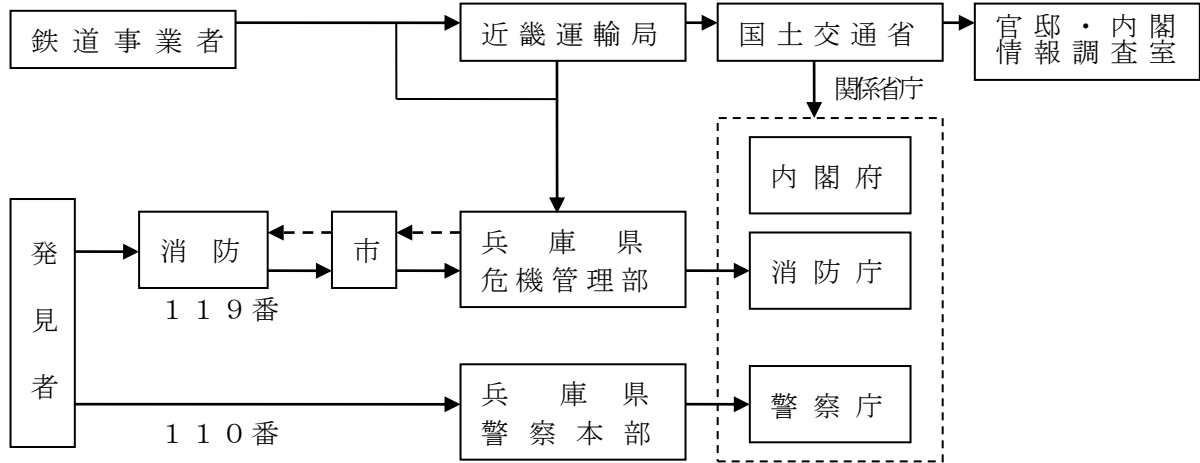 鉄道事業者
近畿運輸局
国土交通省
官邸・内閣
情報調査室
関係省庁
内閣府
発見者
消防
市
兵庫県
危機管理部
消防庁
１１９番
兵庫県
警察本部
警察庁
１１０番